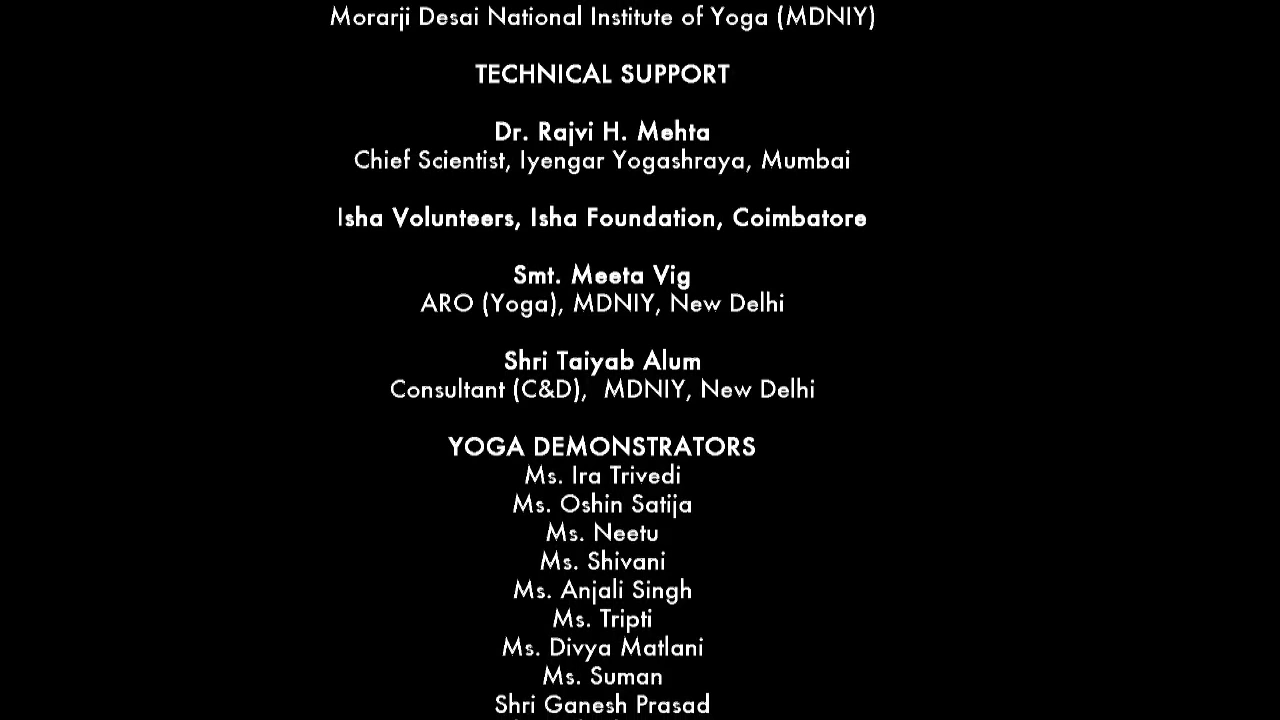 Morarji Desai National Institute of Yoga (MDNIY)
TECHNICAL SUPPORT
Dr. Rajvi H. Mehta
Chief Scientist, Iyengar Yogashraya, Mumbai
Isha Volunteers, Isha Foundation, Coimbatore
Smt. Meeta Vig
ARO (Yoga), MDNIY, New Delhi
Shri Taiyab Alum
Consultant (C&D),  MDNIY, New Delhi
YOGA DEMONSTRATORS
Ms. Ira Trivedi
Ms. Oshin Satija
Ms. Neetu
Ms. Shivani
Ms. Anjali Singh
Ms. Tripti
Ms. Divya Matlani
Ms. Suman
Shri Ganesh Prasad